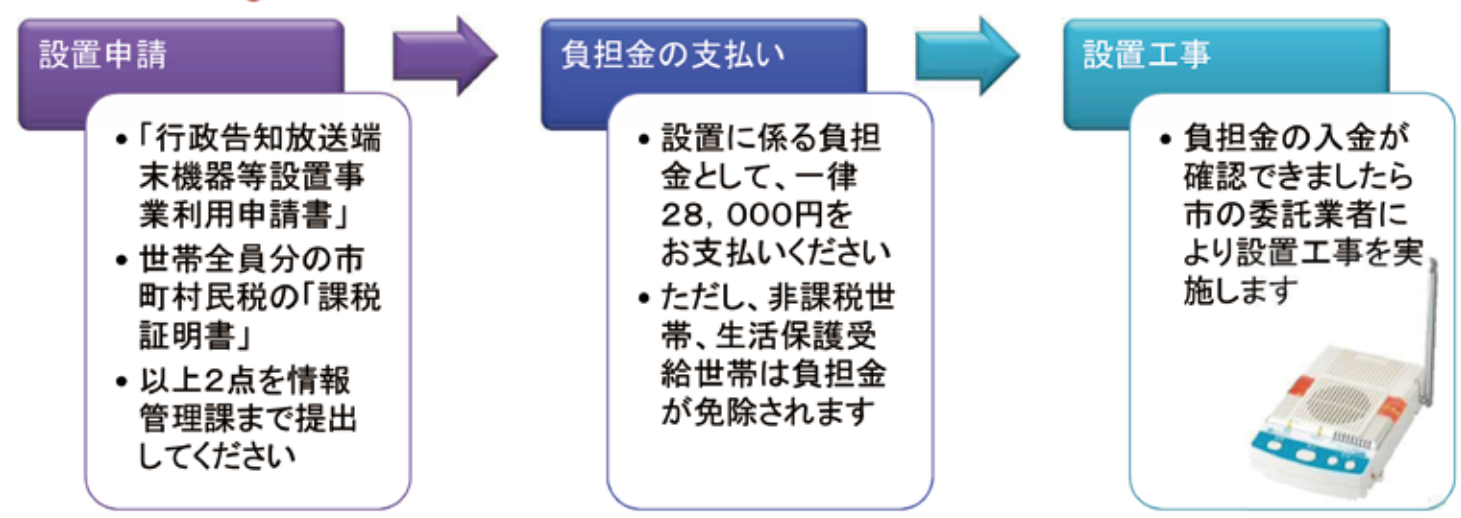 設置申請
・「行政告知放送端
末機器等設置事
業利用申請書」
・世帯全員分の市
町村民税の「課税
証明書」
・以上2点を情報
管理課まで提出
してください
負担金の支払い
・設置に係る負担
金として、一律
28,000円を
お支払いください
・ただし、非課税世
帯、生活保護受
給世帯は負担金
が免除されます
設置工事
・負担金の入金が
確認できましたら
市の委託業者に
より設置工事を実
施します